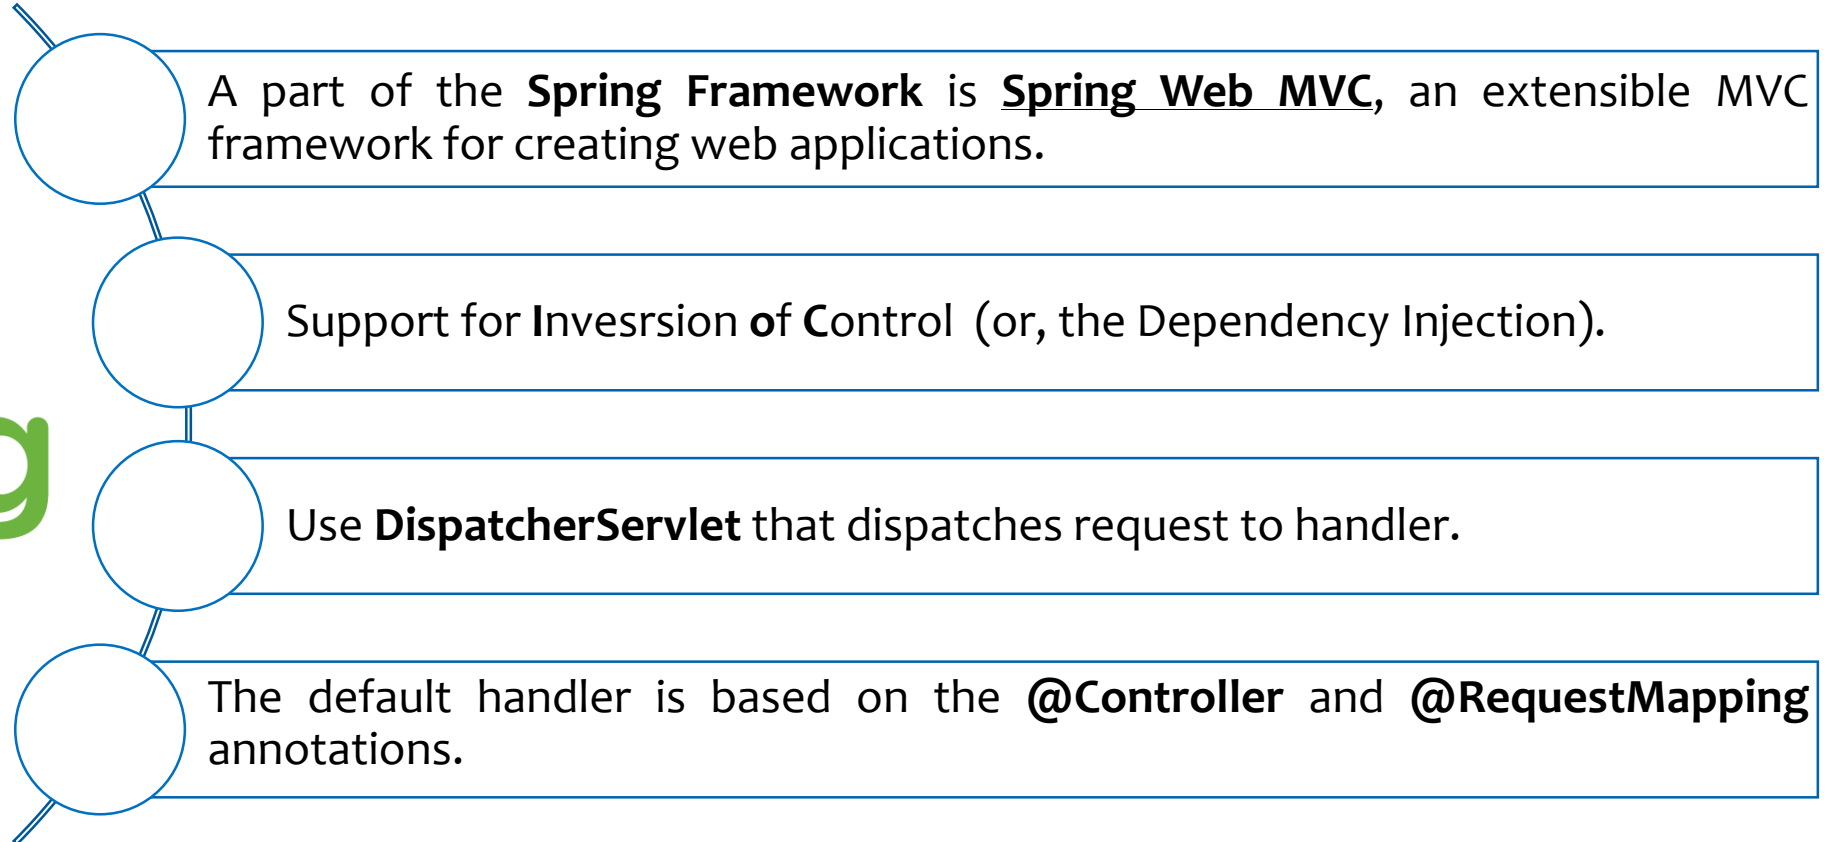 A part of the Spring Framework is Spring Web MVC, an extensible MVC
framework for creating web applications.
Support for Invesrsion of Control (or, the Dependency Injection).
g
Use DispatcherServlet that dispatches request to handler.
The default handler is based on the @Controller and @RequestMapping
annotations.